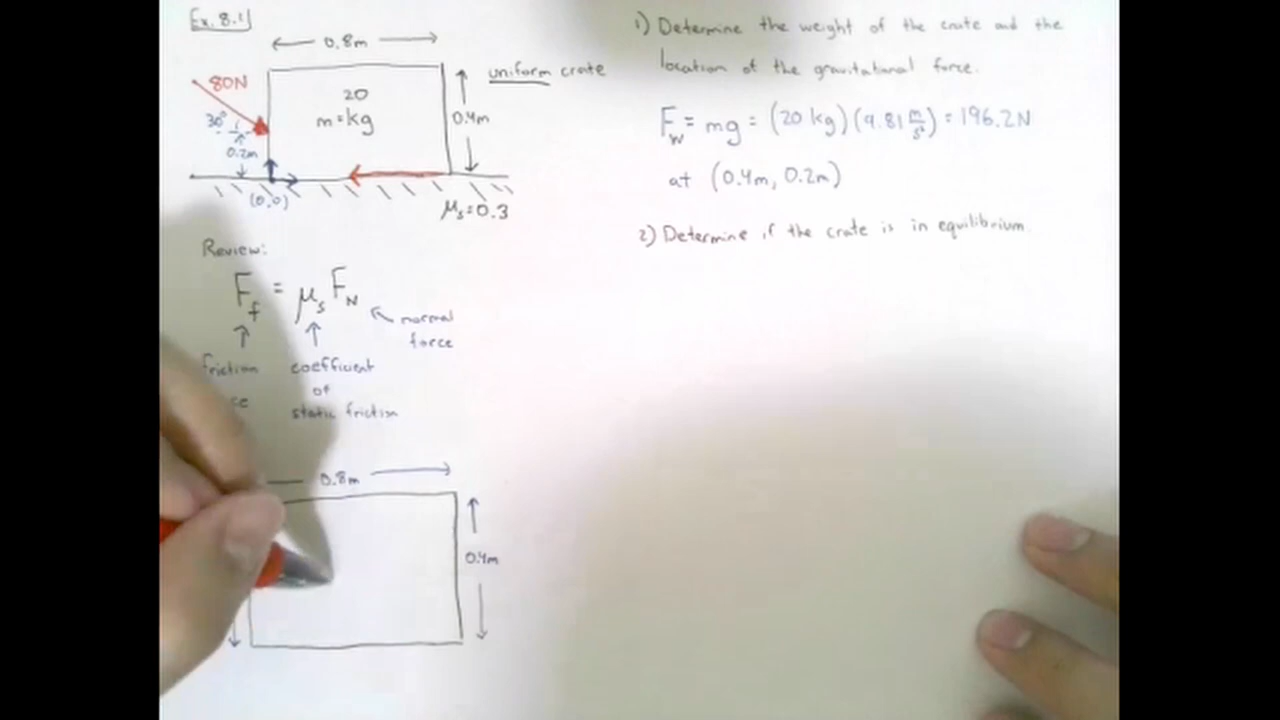 Ex. 8.1
0.8m
80N
uniform crate
20
m=kg
30°
0.4m
0.2m
(0,0)
μs=0.3
Review:
Ff = μs FN
normal
force
friction
coefficient
of
static friction
0.8m
0.4m
1) Determine the weight of the crate and the
location of the gravitational force.
Fw = mg = (20 kg)(9.81 m/s²) = 196.2N
at (0.4m, 0.2m)
2) Determine if the crate is in equilibrium.